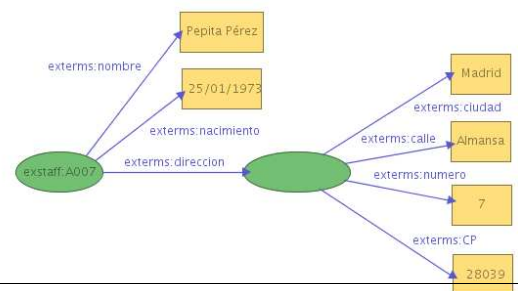 Pepita Pérez
Madrid
exterms:nombre
25/01/1973
exterms:ciudad
exterms:nacimiento
exterms:calle
Almansa
exstaff:A007
exterms:direccion
exterms:numero
7
exterms:CP
28039